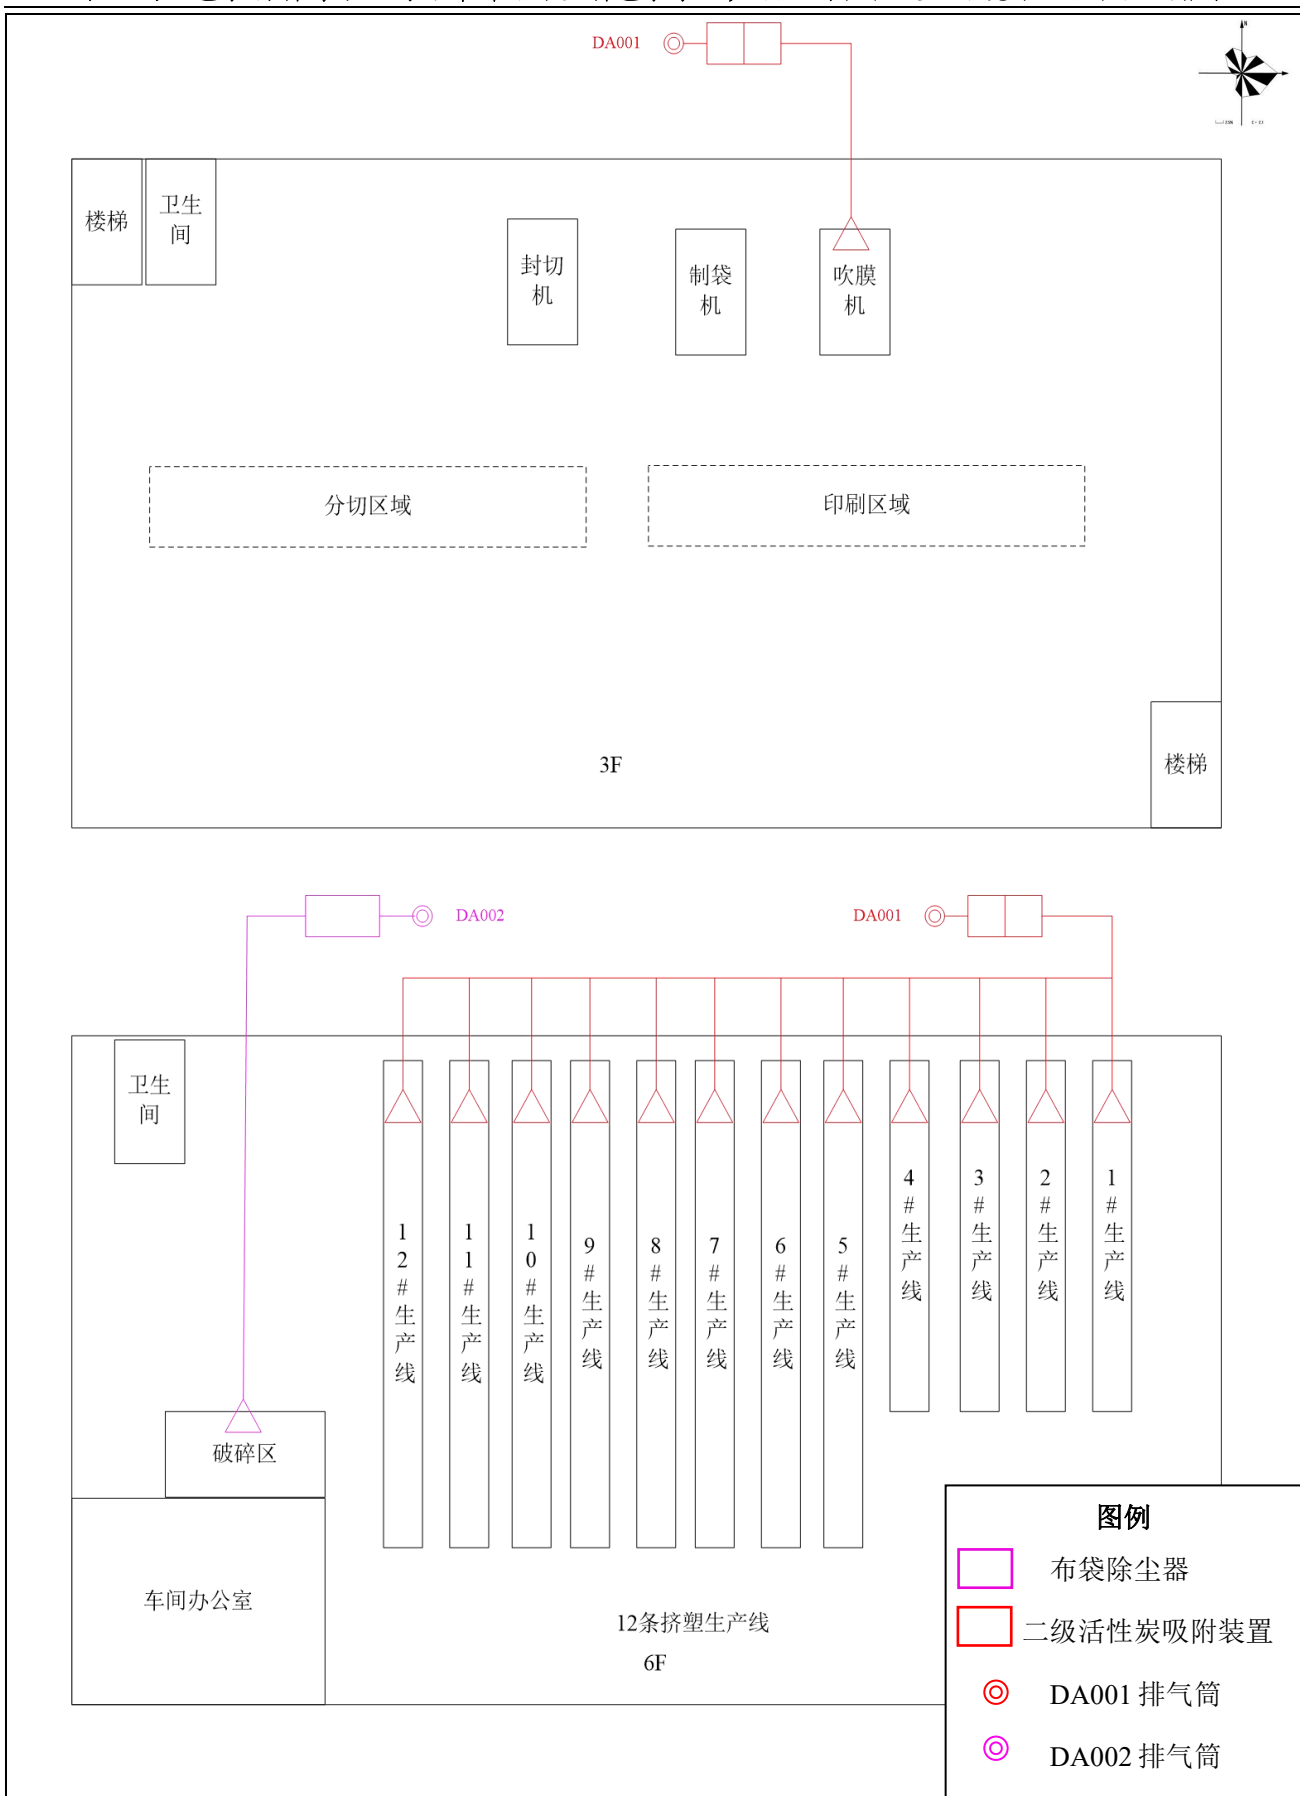 DA001
N
楼梯
卫生
间
封切
机
制袋
机
吹膜
机
分切区域
印刷区域
3F
楼梯
DA002
DA001
卫生
间
12#生产线
11#生产线
10#生产线
9#生产线
8#生产线
7#生产线
6#生产线
5#生产线
4#生产线
3#生产线
2#生产线
1#生产线
破碎区
车间办公室
12条挤塑生产线
6F
图例
布袋除尘器
二级活性炭吸附装置
DA001 排气筒
DA002 排气筒